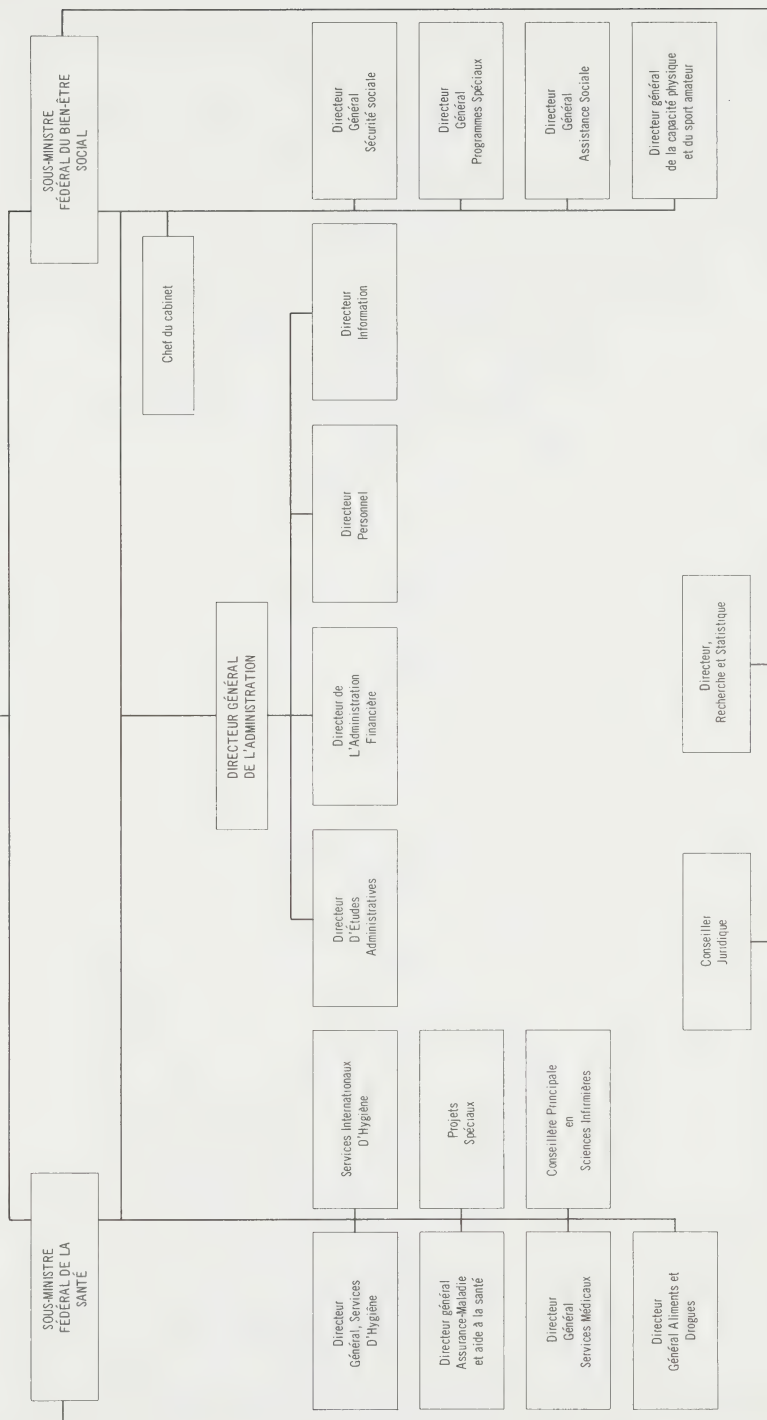 SOUS-MINISTRE
FÉDÉRAL DE LA
SANTÉ
SOUS-MINISTRE
FÉDÉRAL DU BIEN-ÊTRE
SOCIAL
Chef du cabinet
DIRECTEUR GÉNÉRAL
DE L'ADMINISTRATION
Directeur
Général, Services
D'Hygiène
Services Internationaux
D'Hygiène
Directeur
D'Études
Administratives
Directeur de
L'Administration
Financière
Directeur
Personnel
Directeur
Information
Directeur
Général
Sécurité sociale
Directeur général
Assurance-Maladie
et aide à la santé
Projets
Spéciaux
Directeur
Général
Programmes Spéciaux
Directeur
Général
Services Médicaux
Conseillère Principale
en
Sciences Infirmières
Directeur
Général
Assistance Sociale
Directeur
Général Aliments et
Drogues
Conseiller
Juridique
Directeur,
Recherche et Statistique
Directeur général
de la capacité physique
et du sport amateur